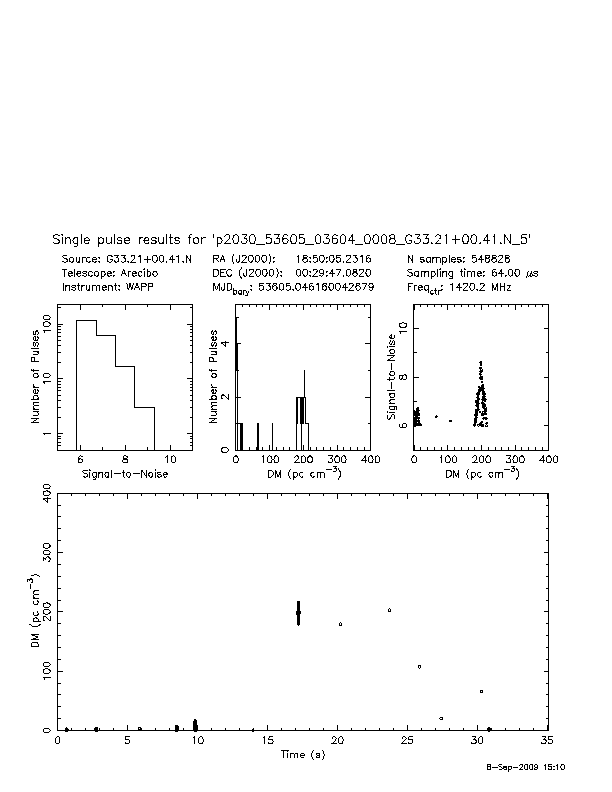 Single pulse results for 'p2030_53605_03604_0008_G33.21+00.41.N_5'
Source: G33.21+00.41.N RA (J2000): 18:50:05.2316 N samples: 548828
Telescope: Arecibo DEC (J2000): 00:29:47.0820 Sampling time: 64.00 μs
Instrument: WAPP MJDbary: 53605.046160042679 Freqctr: 1420.2 MHz
Number of Pulses
1 10 100
6 8 10
Signal-to-Noise
Number of Pulses
0 2 4
0 100 200 300 400
DM (pc cm-3)
Signal-to-Noise
6 8 10
0 100 200 300 400
DM (pc cm-3)
DM (pc cm-3)
0 100 200 300 400
0 5 10 15 20 25 30 35
Time (s)
8-Sep-2009 15:10